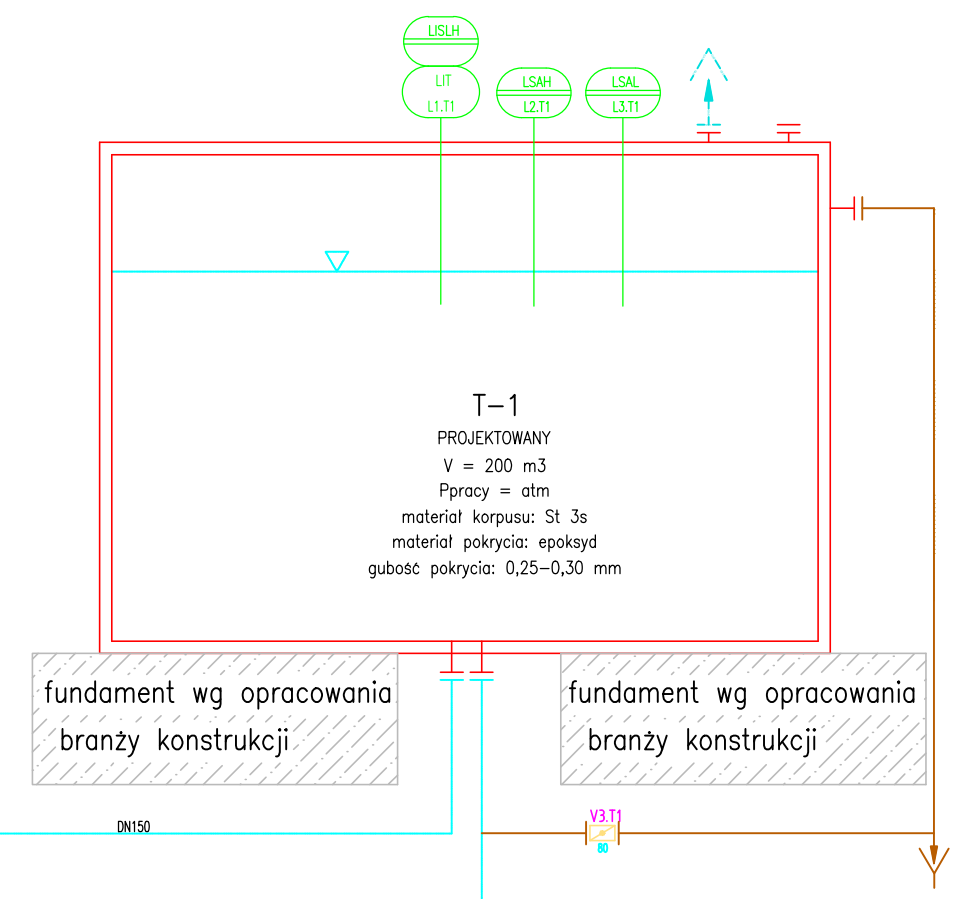 LISLH
LIT
L1.T1
LSAH
L2.T1
LSAL
L3.T1
T-1
PROJEKTOWANY
V = 200 m3
Ppracy = atm
materiał korpusu: St 3s
materiał pokrycia: epoksyd
gubość pokrycia: 0,25-0,30 mm
fundament wg opracowania
branży konstrukcji
fundament wg opracowania
branży konstrukcji
DN150
V3.T1
80